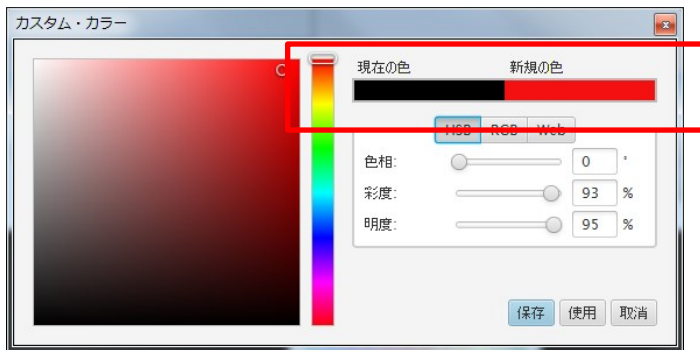 カスタム・カラー
現在の色 新規の色
HSB RGB Web
色相: 0 °
彩度: 93 %
明度: 95 %
保存 使用 取消